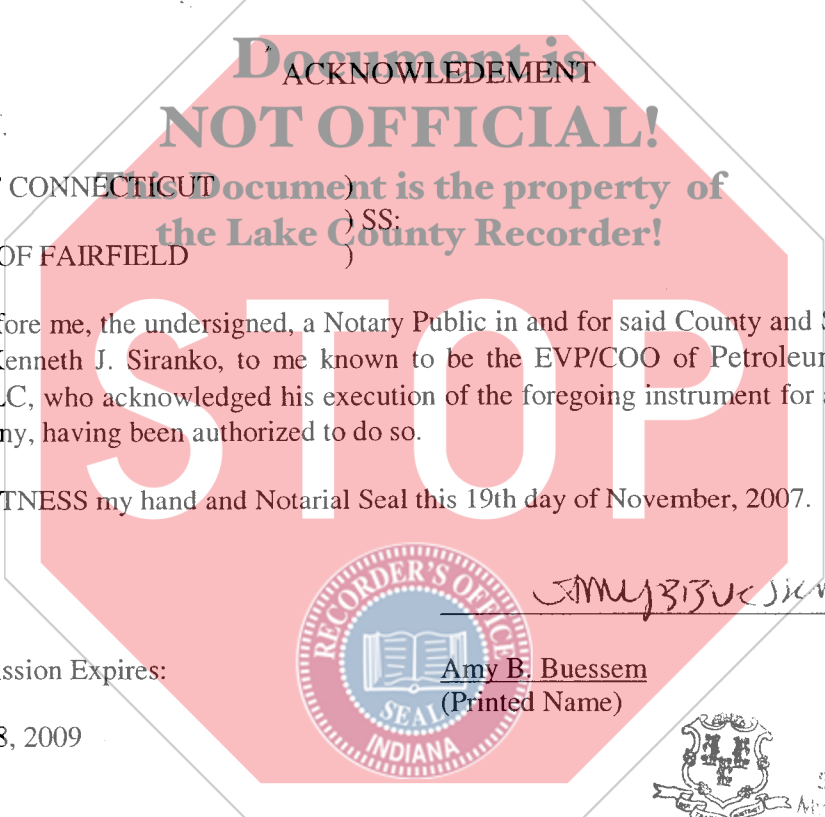 Document is
ACKNOWLEDEMENT
NOT OFFICIAL!
CONNECTICUT )
This Document is the property of
) SS:
the Lake County Recorder!
OF FAIRFIELD )
fore me, the undersigned, a Notary Public in and for said County and S
Kenneth J. Siranko, to me known to be the EVP/COO of Petroleum
LC, who acknowledged his execution of the foregoing instrument for
ny, having been authorized to do so.
STOP
TNESS my hand and Notarial Seal this 19th day of November, 2007.
RECORDER'S OFFICE
SEAL
INDIANA
ssion Expires:
Amy B. Buessem
(Printed Name)
8, 2009